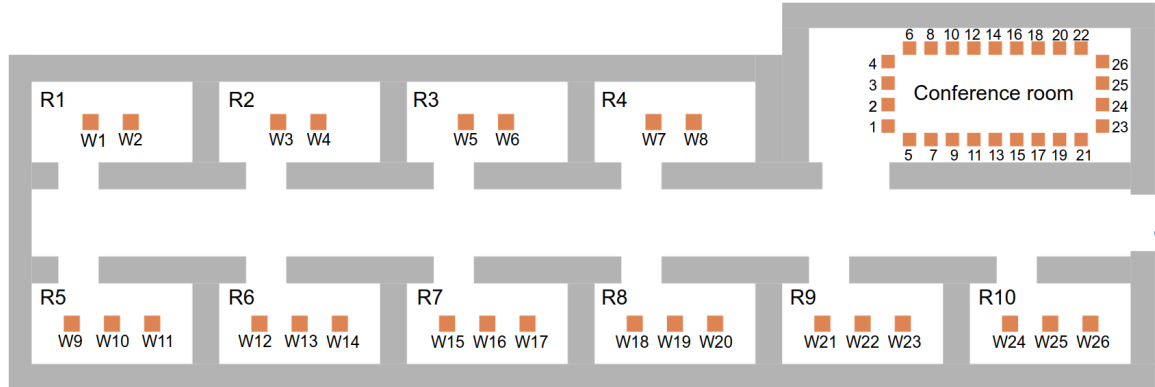 6 8 10 12 14 16 18 20 22
4 26
3 Conference room 25
2 24
1 23
5 7 9 11 13 15 17 19 21
R1 R2 R3 R4
W1 W2 W3 W4 W5 W6 W7 W8
R5 R6 R7 R8 R9 R10
W9 W10 W11 W12 W13 W14 W15 W16 W17 W18 W19 W20 W21 W22 W23 W24 W25 W26